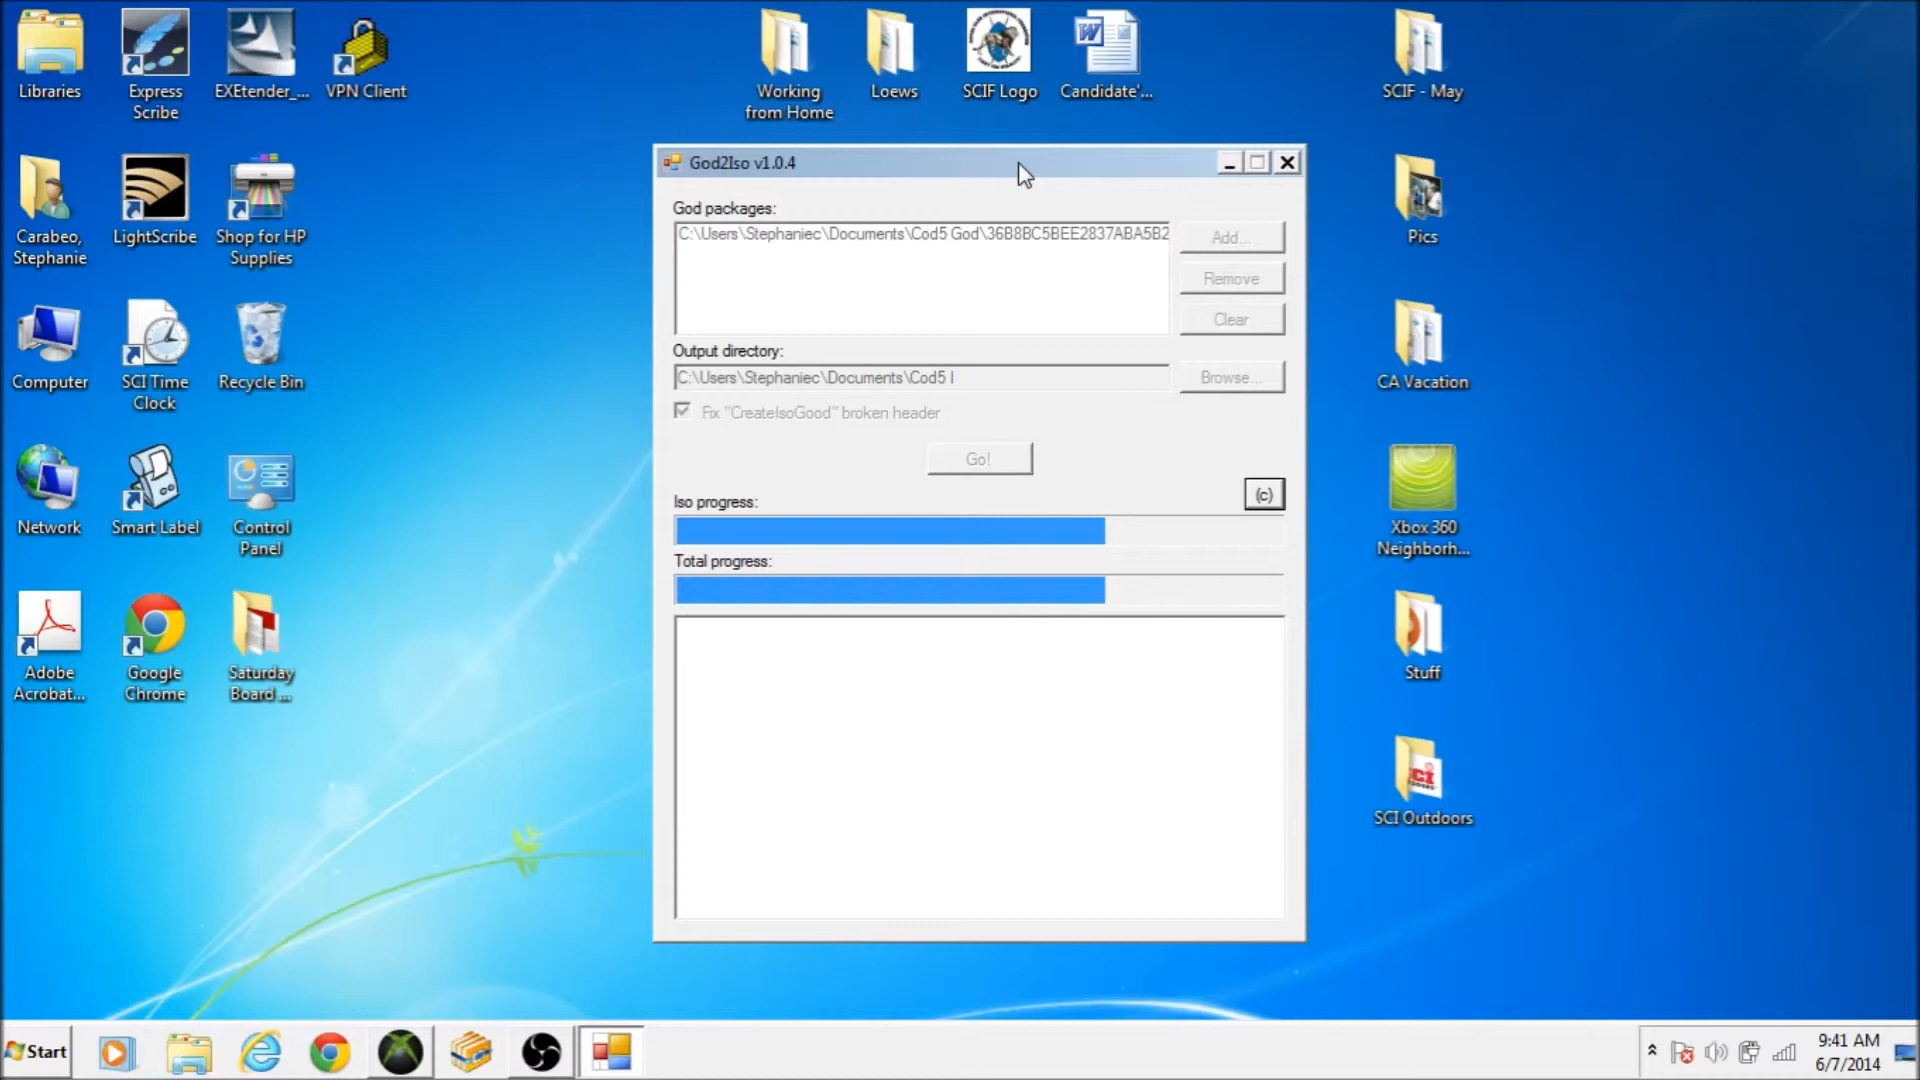 Libraries
Express
Scribe
EXEtender_...
VPN Client
Working
from Home
Loews
SCIF Logo
Candidate'...
SCIF - May
Carabeo,
Stephanie
LightScribe
Shop for HP
Supplies
Pics
Computer
SCI Time
Clock
Recycle Bin
CA Vacation
Network
Smart Label
Control
Panel
Xbox 360
Neighborh...
Adobe
Acrobat...
Google
Chrome
Saturday
Board ...
Stuff
SCI Outdoors
God2Iso v1.0.4
God packages:
C:\Users\Stephaniec\Documents\Cod5 God\36B8BC5BEE2837ABA5B2
Add...
Remove
Clear
Output directory:
C:\Users\Stephaniec\Documents\Cod5 I
Browse...
Fix "CreateIsoGood" broken header
Go!
(c)
Iso progress:
Total progress:
Start
9:41 AM
6/7/2014